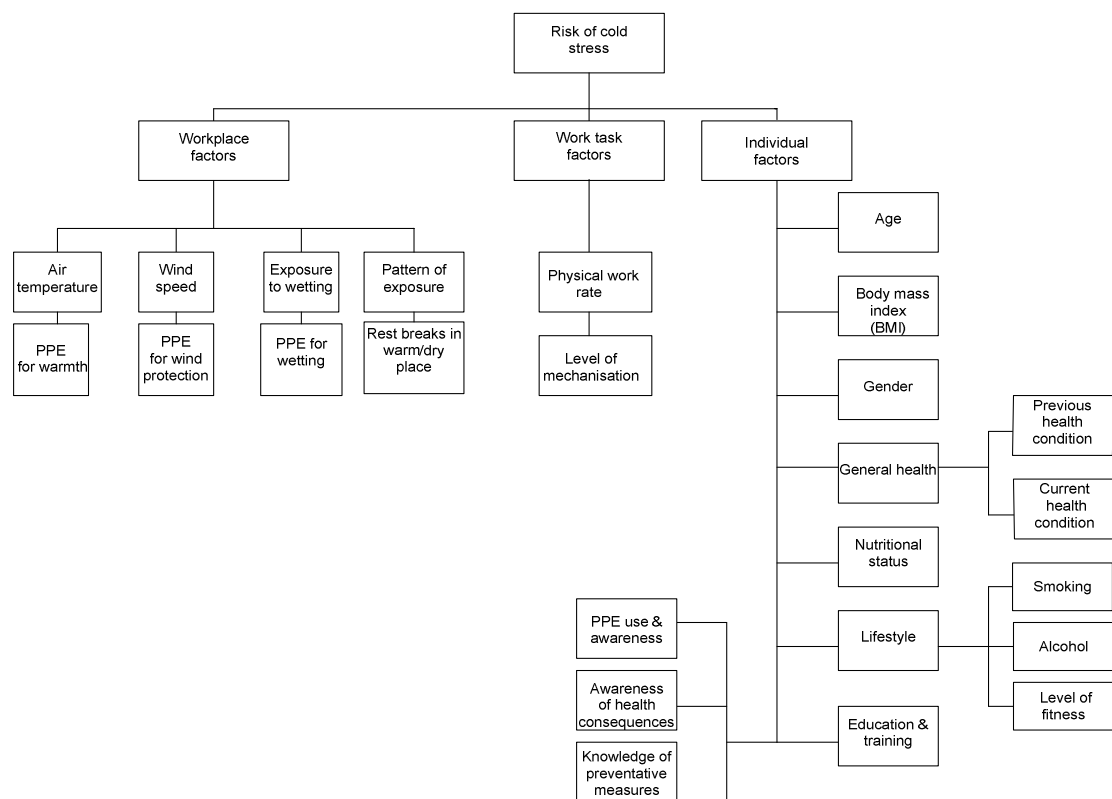 Risk of cold
stress
Workplace
factors
Work task
factors
Individual
factors
Air
temperature
Wind
speed
Exposure
to wetting
Pattern of
exposure
PPE
for warmth
PPE
for wind
protection
PPE for
wetting
Rest breaks in
warm/dry
place
Physical work
rate
Level of
mechanisation
Age
Body mass
index
(BMI)
Gender
General health
Previous
health
condition
Current
health
condition
Nutritional
status
Lifestyle
Smoking
Alcohol
Level of
fitness
Education &
training
PPE use &
awareness
Awareness
of health
consequences
Knowledge of
preventative
measures